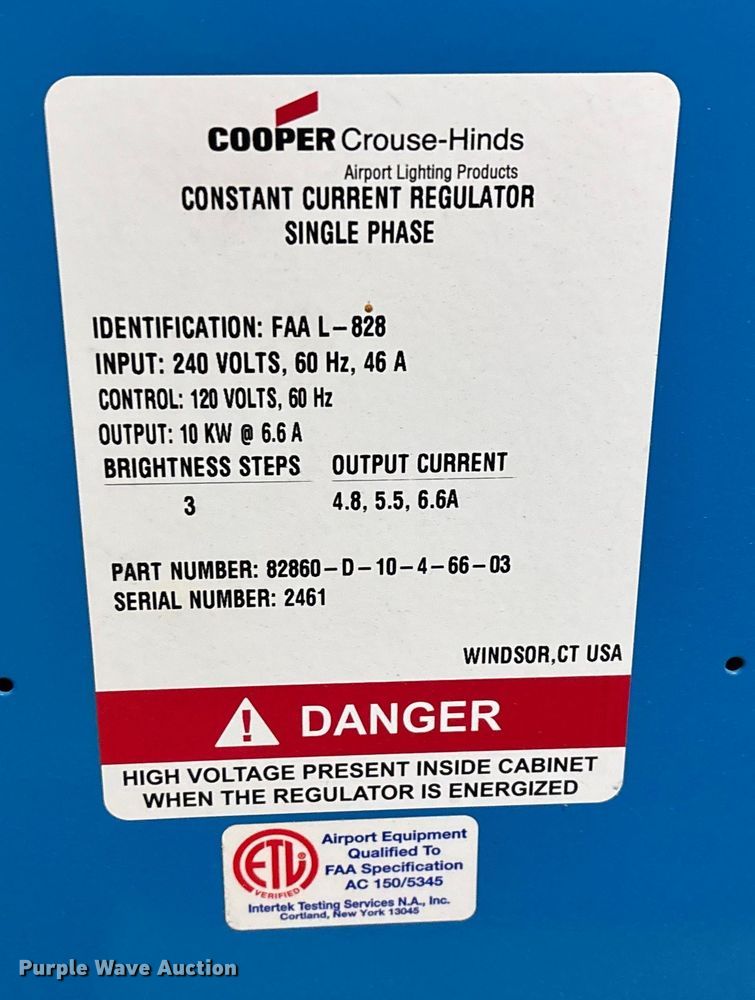 COOPER Crouse-Hinds
Airport Lighting Products
CONSTANT CURRENT REGULATOR
SINGLE PHASE
IDENTIFICATION: FAA L-828
INPUT: 240 VOLTS, 60 Hz, 46 A
CONTROL: 120 VOLTS, 60 Hz
OUTPUT: 10 KW @ 6.6 A
BRIGHTNESS STEPS OUTPUT CURRENT
3 4.8, 5.5, 6.6A
PART NUMBER: 82860-D-10-4-66-03
SERIAL NUMBER: 2461
WINDSOR,CT USA
DANGER
HIGH VOLTAGE PRESENT INSIDE CABINET
WHEN THE REGULATOR IS ENERGIZED
ETL
VERIFIED
Airport Equipment
Qualified To
FAA Specification
AC 150/5345
Intertek Testing Services N.A., Inc.
Cortland, New York 13045
Purple Wave Auction